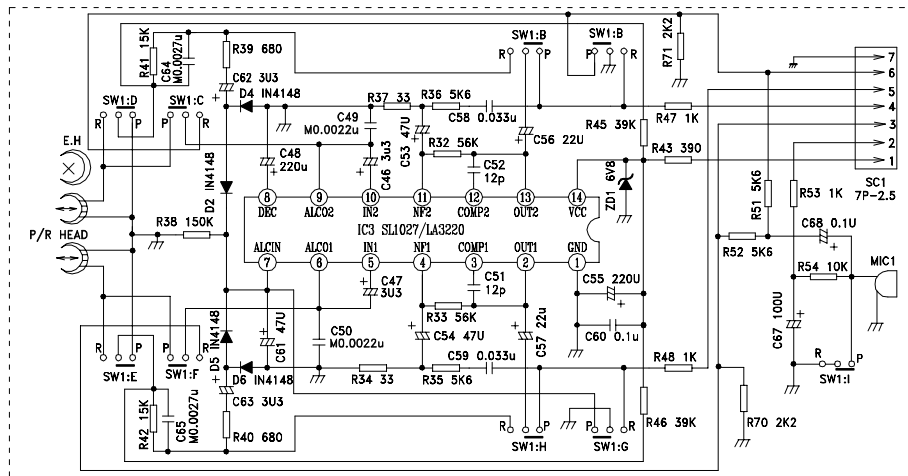 R41 15K
C64
M0.0027u
R39 680
C62 3U3
D4 IN4148
SW1:B
SW1:B
R P P R
R71 2K2
SW1:D
SW1:C
R P P R
R37 33
R36 5K6
C58 0.033u
C49
M0.0022u
C53 47U
R32 56K
C56 22U
R45 39K
R47 1K
R43 390
7
6
5
4
3
2
1
SC1
7P-2.5
E.H
D2 IN4148
C48
220u
C46 3u3
C52
12p
ZD1 6V8
R51 5K6
R53 1K
C68 0.1U
8 9 10 11 12 13 14
DEC ALCO2 IN2 NF2 COMP2 OUT2 VCC
P/R HEAD
R38 150K
IC3 SL1027/LA3220
R52 5K6
R54 10K
MIC1
ALCIN ALCO1 IN1 NF1 COMP1 OUT1 GND
7 6 5 4 3 2 1
C47
3U3
C51
12p
C55 220U
C67 100U
D5 IN4148
C61 47U
C50
M0.0022u
R33 56K
C54 47U
C57 22u
C60 0.1u
R P P R
SW1:E
SW1:F
D6 IN4148
R34 33
R35 5K6
C59 0.033u
R48 1K
R P
SW1:I
C63 3U3
R42 15K
C65
M0.0027u
R40 680
R P P R
SW1:H
SW1:G
R46 39K
R70 2K2